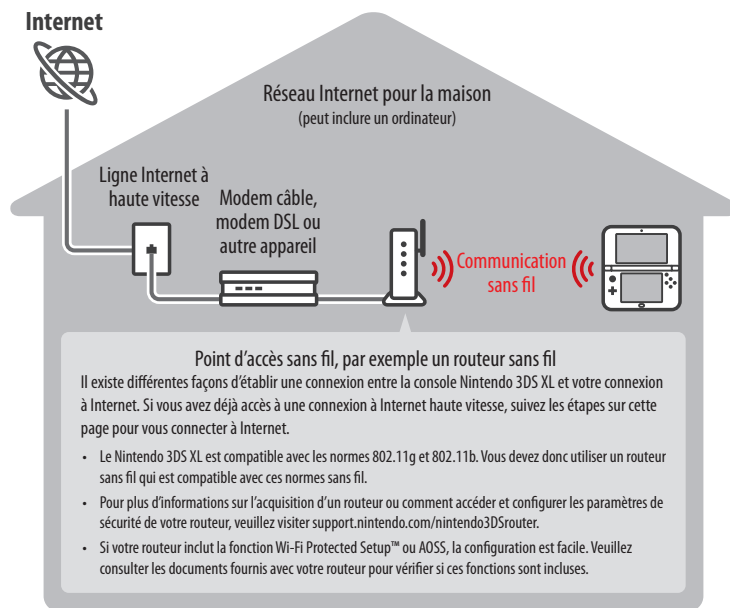 Internet
Réseau Internet pour la maison
(peut inclure un ordinateur)
Ligne Internet à
haute vitesse
Modem câble,
modem DSL ou
autre appareil
Communication
sans fil
Point d’accès sans fil, par exemple un routeur sans fil
Il existe différentes façons d’établir une connexion entre la console Nintendo 3DS XL et votre connexion
à Internet. Si vous avez déjà accès à une connexion à Internet haute vitesse, suivez les étapes sur cette
page pour vous connecter à Internet.
• Le Nintendo 3DS XL est compatible avec les normes 802.11g et 802.11b. Vous devez donc utiliser un routeur
sans fil qui est compatible avec ces normes sans fil.
• Pour plus d’informations sur l’acquisition d’un routeur ou comment accéder et configurer les paramètres de
sécurité de votre routeur, veuillez visiter support.nintendo.com/nintendo3DSrouter.
• Si votre routeur inclut la fonction Wi-Fi Protected Setup™ ou AOSS, la configuration est facile. Veuillez
consulter les documents fournis avec votre routeur pour vérifier si ces fonctions sont incluses.